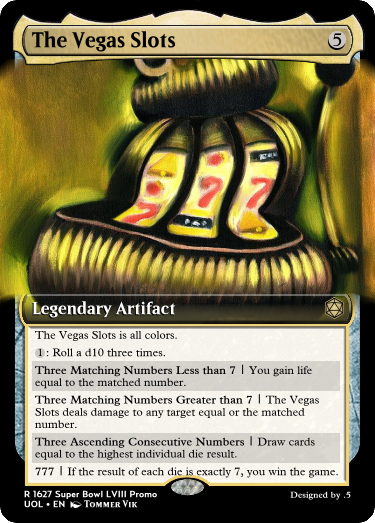 The Vegas Slots 5
Legendary Artifact
The Vegas Slots is all colors.
1: Roll a d10 three times.
Three Matching Numbers Less than 7 | You gain life
equal to the matched number.
Three Matching Numbers Greater than 7 | The Vegas
Slots deals damage to any target equal or the matched
number.
Three Ascending Consecutive Numbers | Draw cards
equal to the highest individual die result.
777 | If the result of each die is exactly 7, you win the game.
R 1627 Super Bowl LVIII Promo
UOL • EN Tommer Vik
Designed by .5
7 7 7